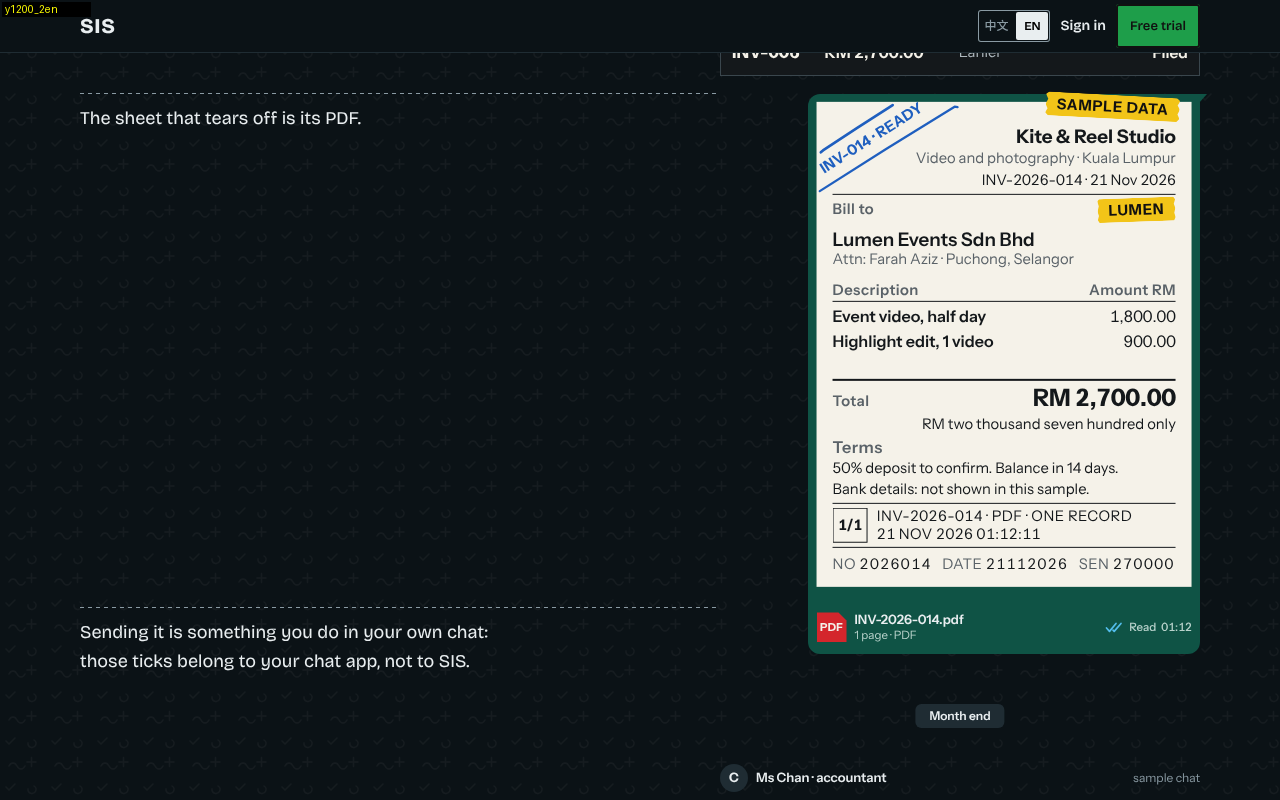 y1200_2en
SIS
中文 EN Sign in Free trial
INV-006 RM 2,700.00 Earlier Filed
The sheet that tears off is its PDF.
SAMPLE DATA
INV-014 · READY
Kite & Reel Studio
Video and photography · Kuala Lumpur
INV-2026-014 · 21 Nov 2026
Bill to LUMEN
Lumen Events Sdn Bhd
Attn: Farah Aziz · Puchong, Selangor
Description Amount RM
Event video, half day 1,800.00
Highlight edit, 1 video 900.00
Total RM 2,700.00
RM two thousand seven hundred only
Terms
50% deposit to confirm. Balance in 14 days.
Bank details: not shown in this sample.
1/1 INV-2026-014 · PDF · ONE RECORD
21 NOV 2026 01:12:11
NO 2026014 DATE 21112026 SEN 270000
PDF INV-2026-014.pdf
1 page · PDF
Read 01:12
Sending it is something you do in your own chat:
those ticks belong to your chat app, not to SIS.
Month end
C Ms Chan · accountant sample chat